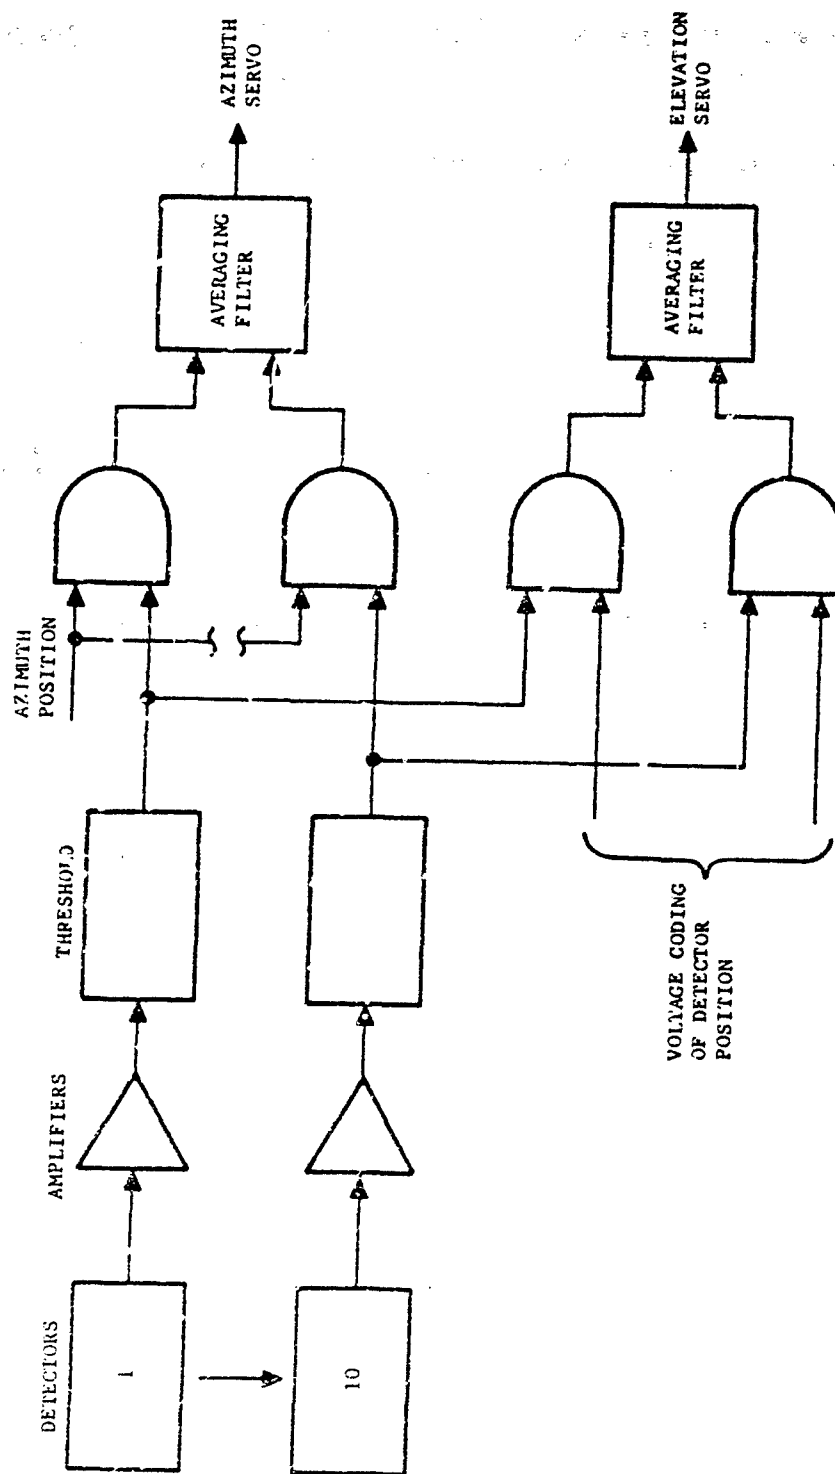 DETECTORS
1
10
AMPLIFIERS
THRESHOLD
AZIMUTH
POSITION
AVERAGING
FILTER
AZIMUTH
SERVO
VOLTAGE CODING
OF DETECTOR
POSITION
AVERAGING
FILTER
ELEVATION
SERVO